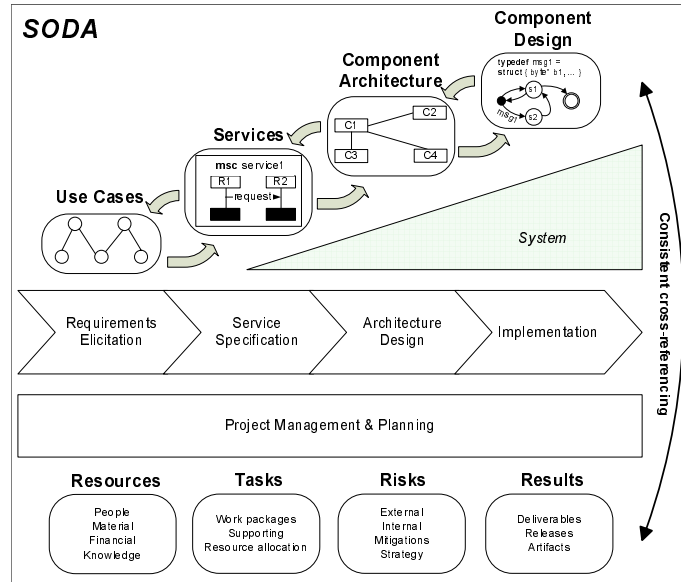 SODA
Component
Design
typedef msg1 =
struct { byte* b1, ... }
s1
msg1
s2
Component
Architecture
C1
C2
C3
C4
Services
msc service1
R1
R2
request
Use Cases
System
Consistent cross-referencing
Requirements
Elicitation
Service
Specification
Architecture
Design
Implementation
Project Management & Planning
Resources
People
Material
Financial
Knowledge
Tasks
Work packages
Supporting
Resource allocation
Risks
External
Internal
Mitigations
Strategy
Results
Deliverables
Releases
Artifacts